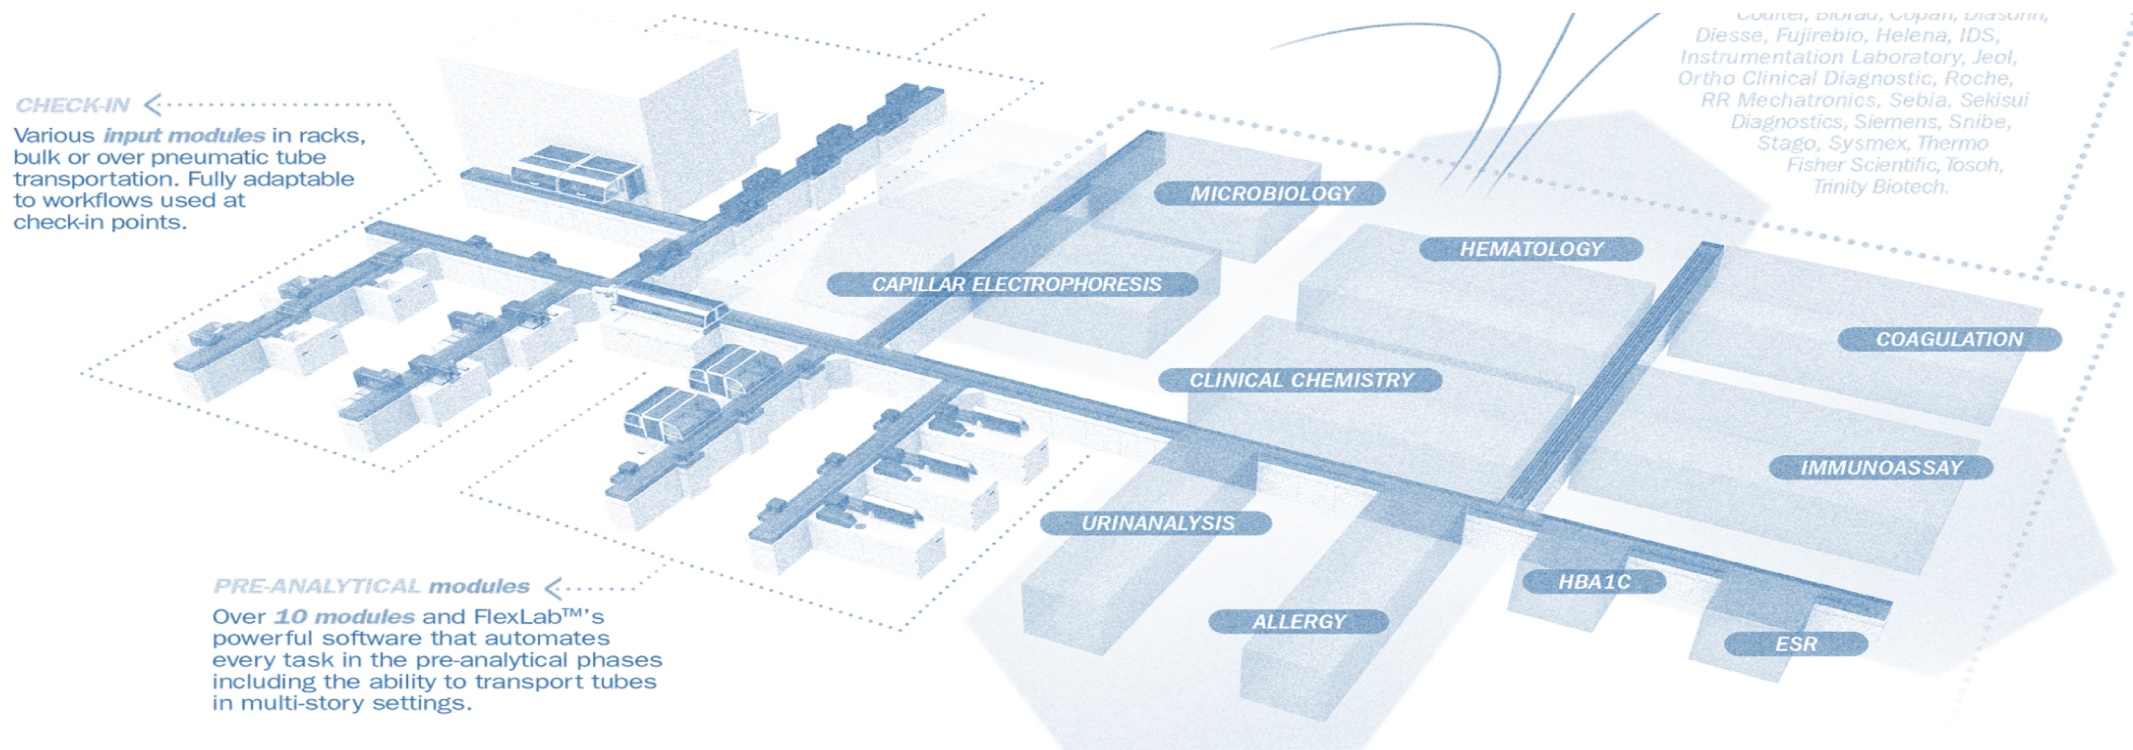 CHECK-IN
Various input modules in racks,
bulk or over pneumatic tube
transportation. Fully adaptable
to workflows used at
check-in points.
Coulter, Biorad, Copan, Diasorin,
Diesse, Fujirebio, Helena, IDS,
Instrumentation Laboratory, Jeol,
Ortho Clinical Diagnostic, Roche,
RR Mechatronics, Sebia, Sekisui
Diagnostics, Siemens, Snibe,
Stago, Sysmex, Thermo
Fisher Scientific, Tosoh,
Trinity Biotech.
MICROBIOLOGY
HEMATOLOGY
CAPILLAR ELECTROPHORESIS
COAGULATION
CLINICAL CHEMISTRY
IMMUNOASSAY
URINANALYSIS
HBA1C
ALLERGY
ESR
PRE-ANALYTICAL modules
Over 10 modules and FlexLab™'s
powerful software that automates
every task in the pre-analytical phases
including the ability to transport tubes
in multi-story settings.